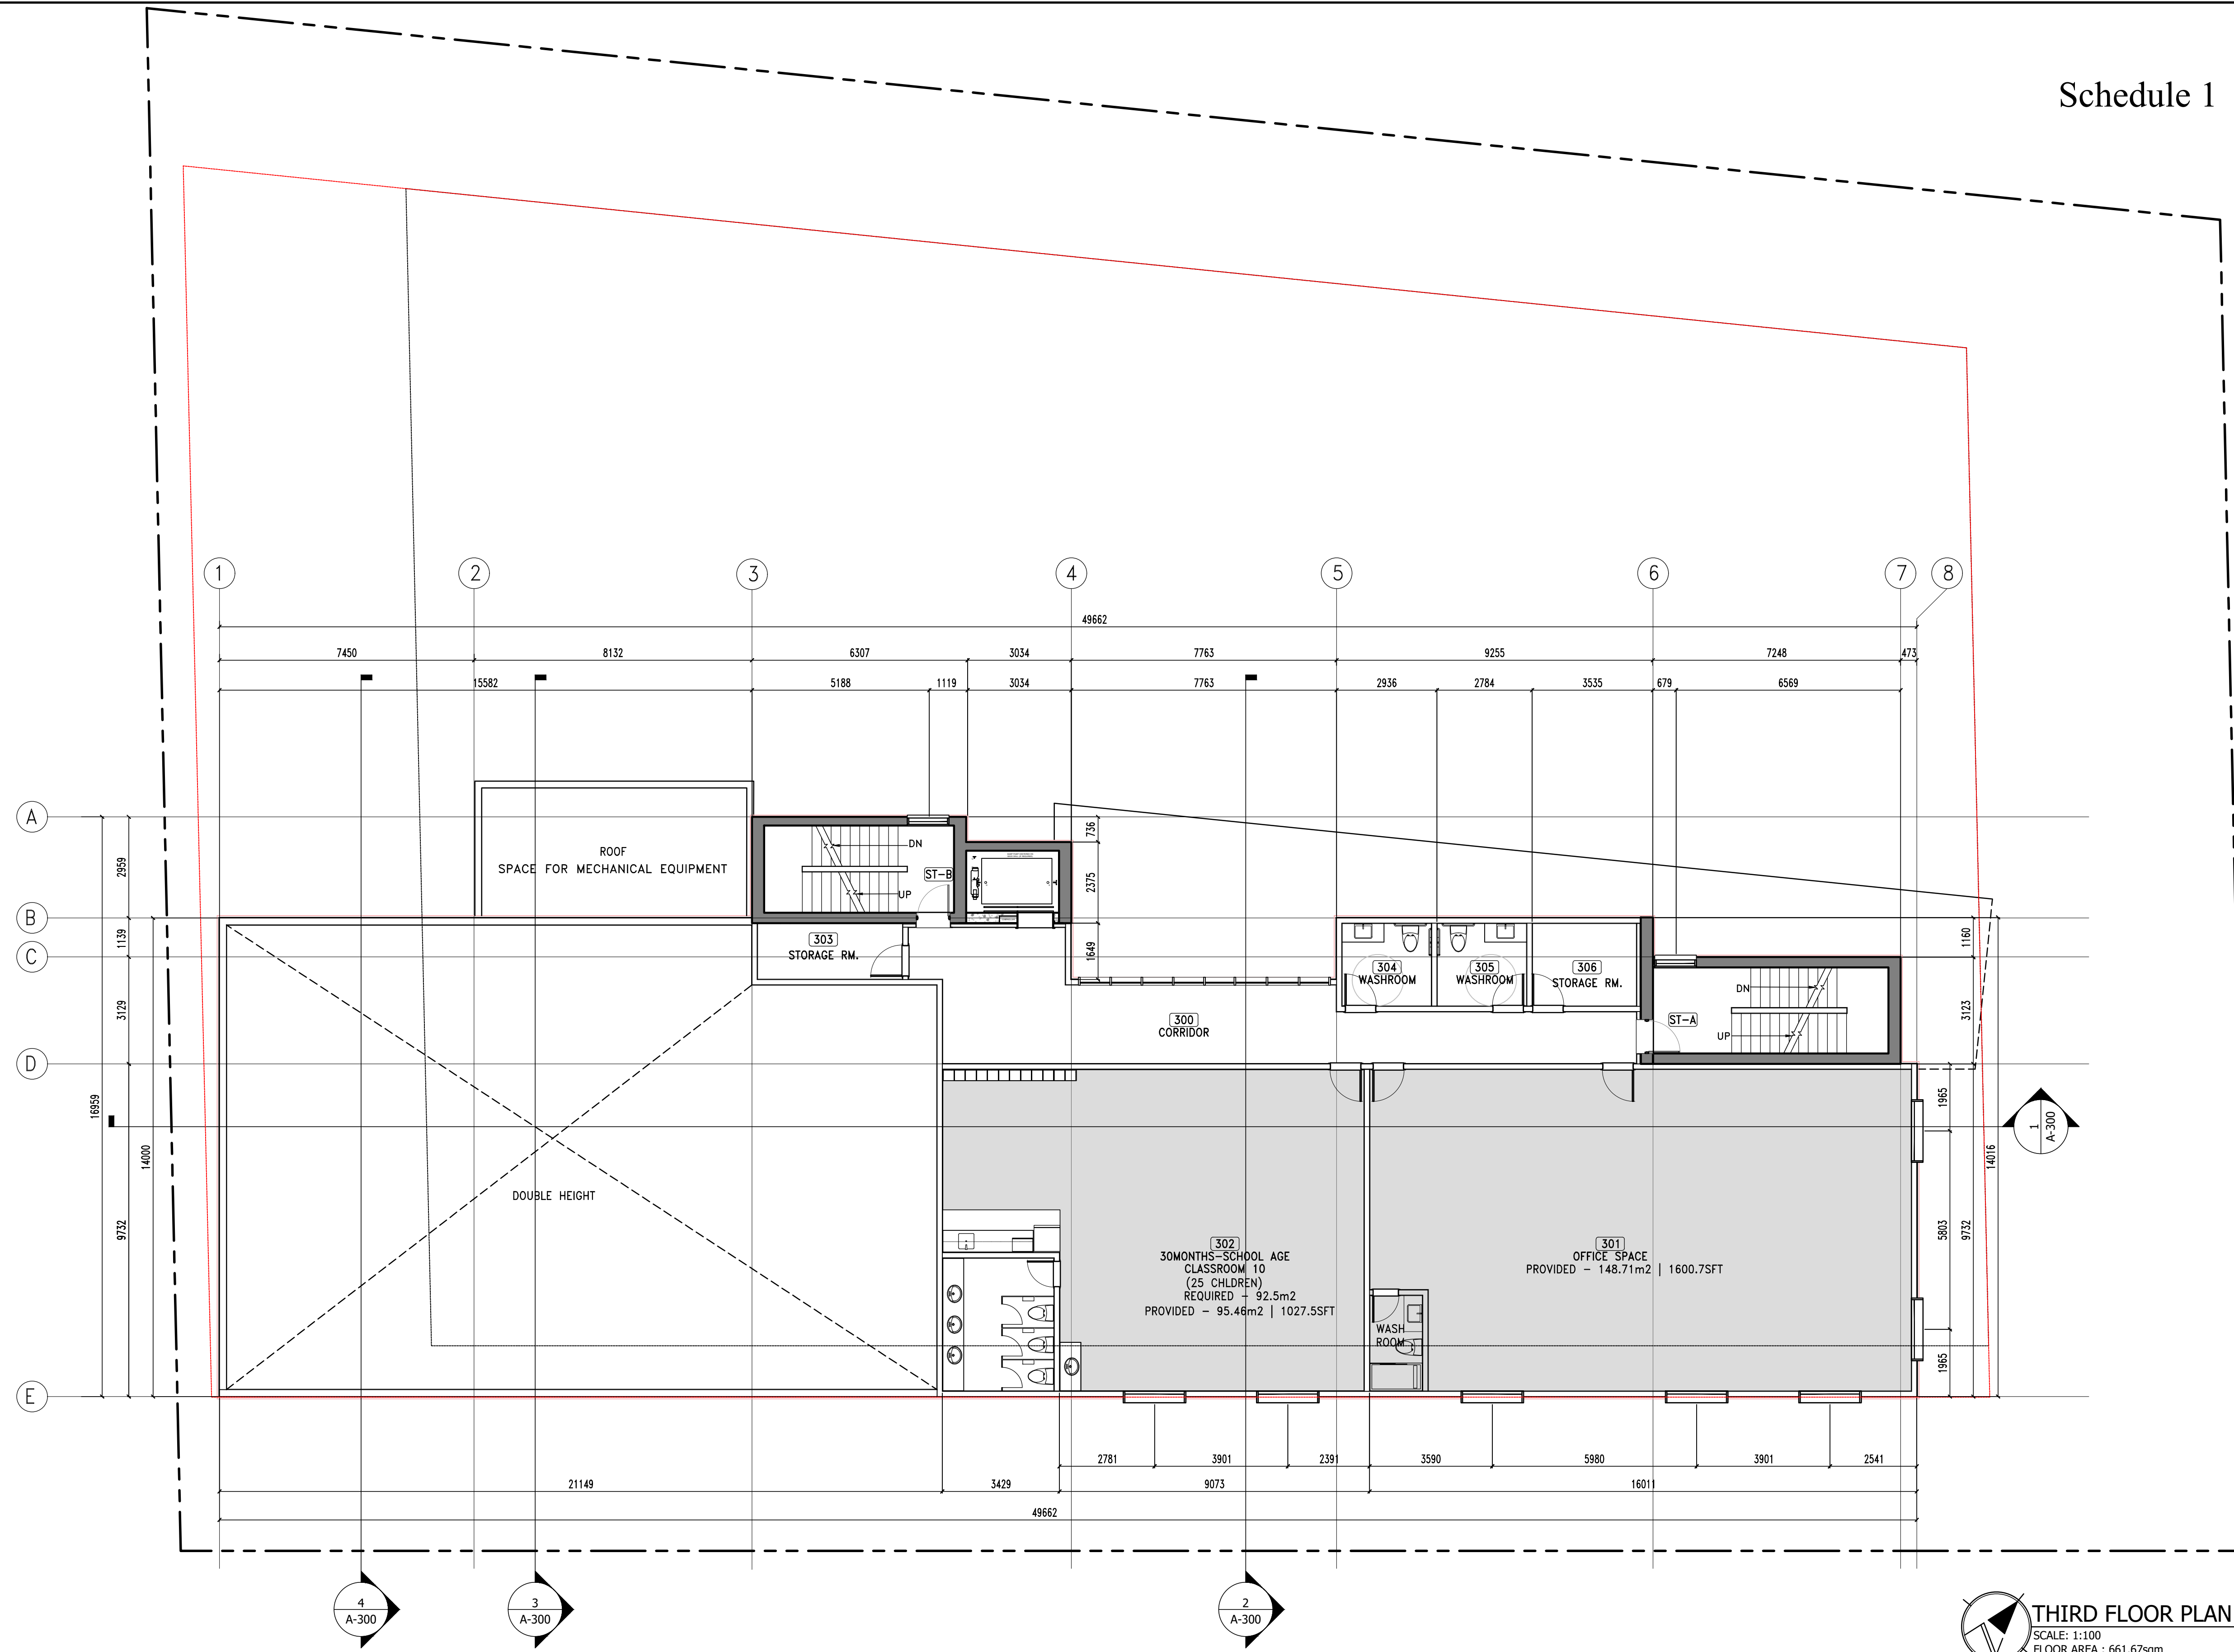 Schedule 1
1
2
3
4
5
6
7
8
49662
7450
8132
6307
3034
7763
9255
7248
473
15582
5188
1119
3034
7763
2936
2784
3535
679
6569
A
B
C
D
E
2959
1139
3129
9732
16959
14000
ROOF
SPACE FOR MECHANICAL EQUIPMENT
DN
UP
ST-B
736
2375
1649
303
STORAGE RM.
304
WASHROOM
305
WASHROOM
306
STORAGE RM.
300
CORRIDOR
DN
UP
ST-A
1160
3123
1965
5803
9732
14016
1965
1
A-300
DOUBLE HEIGHT
302
30MONTHS-SCHOOL AGE
CLASSROOM 10
(25 CHLDREN)
REQUIRED - 92.5m2
PROVIDED - 95.46m2 | 1027.5SFT
301
OFFICE SPACE
PROVIDED - 148.71m2 | 1600.7SFT
WASH
ROOM
2781
3901
2391
3590
5980
3901
2541
21149
3429
9073
16011
49662
4
A-300
3
A-300
2
A-300
THIRD FLOOR PLAN
SCALE: 1:100
FLOOR AREA : 661.67sqm